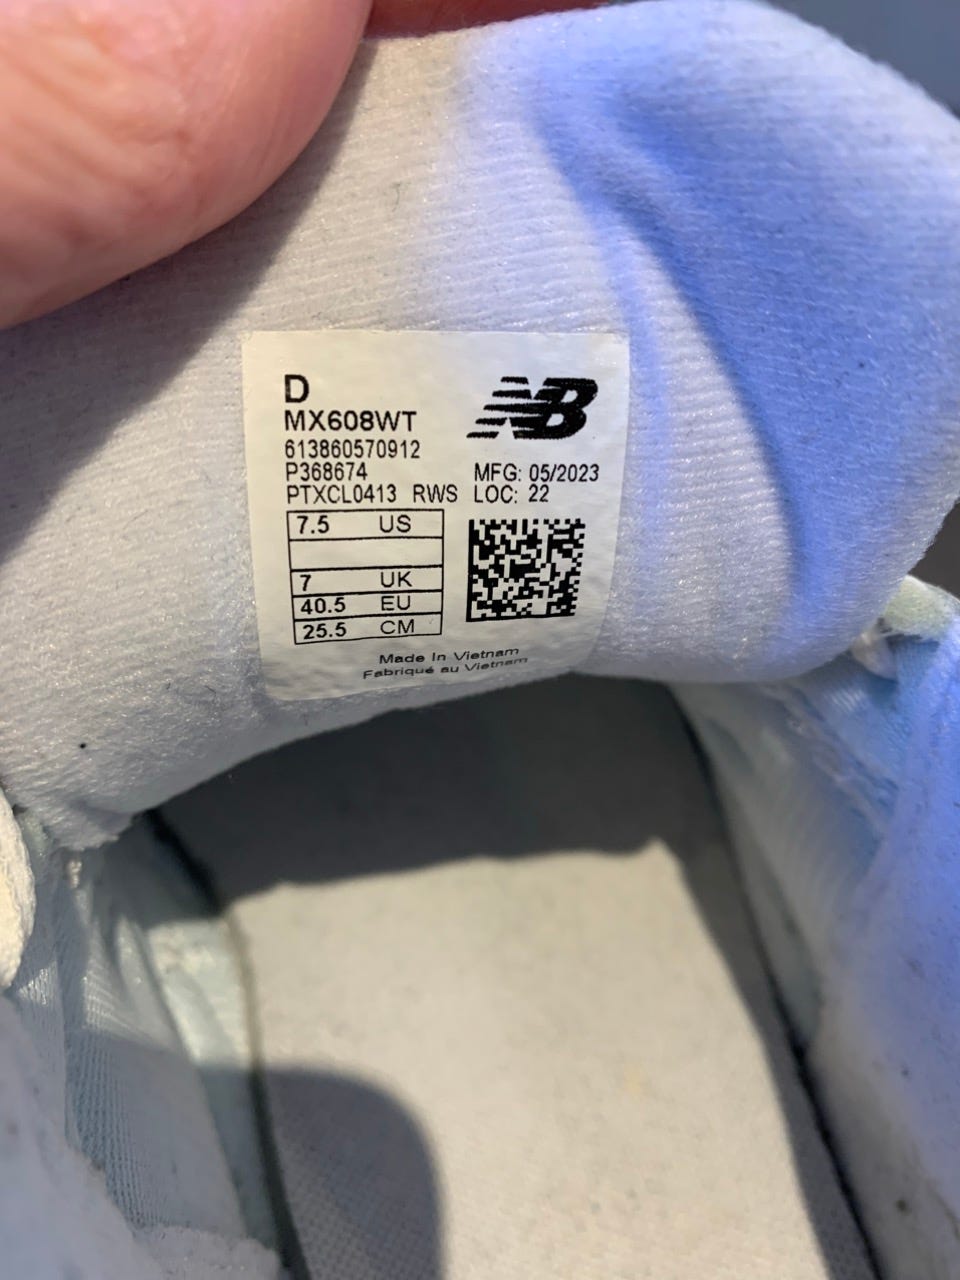 D
MX608WT
613860570912
P368674
PTXCL0413 RWS
NB
MFG: 05/2023
LOC: 22
7.5 US
7 UK
40.5 EU
25.5 CM
Made In Vietnam
Fabriqué au Vietnam